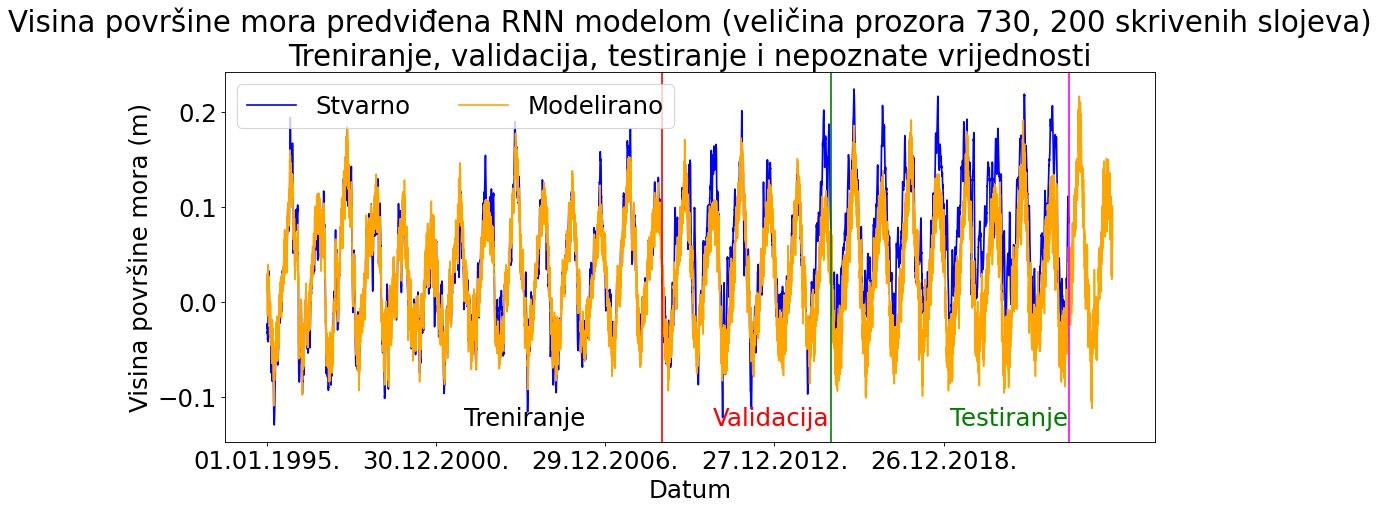 Visina površine mora predviđena RNN modelom (veličina prozora 730, 200 skrivenih slojeva)
Treniranje, validacija, testiranje i nepoznate vrijednosti
Stvarno Modelirano
Visina površine mora (m)
0.2
0.1
0.0
−0.1
Treniranje Validacija Testiranje
01.01.1995. 30.12.2000. 29.12.2006. 27.12.2012. 26.12.2018.
Datum